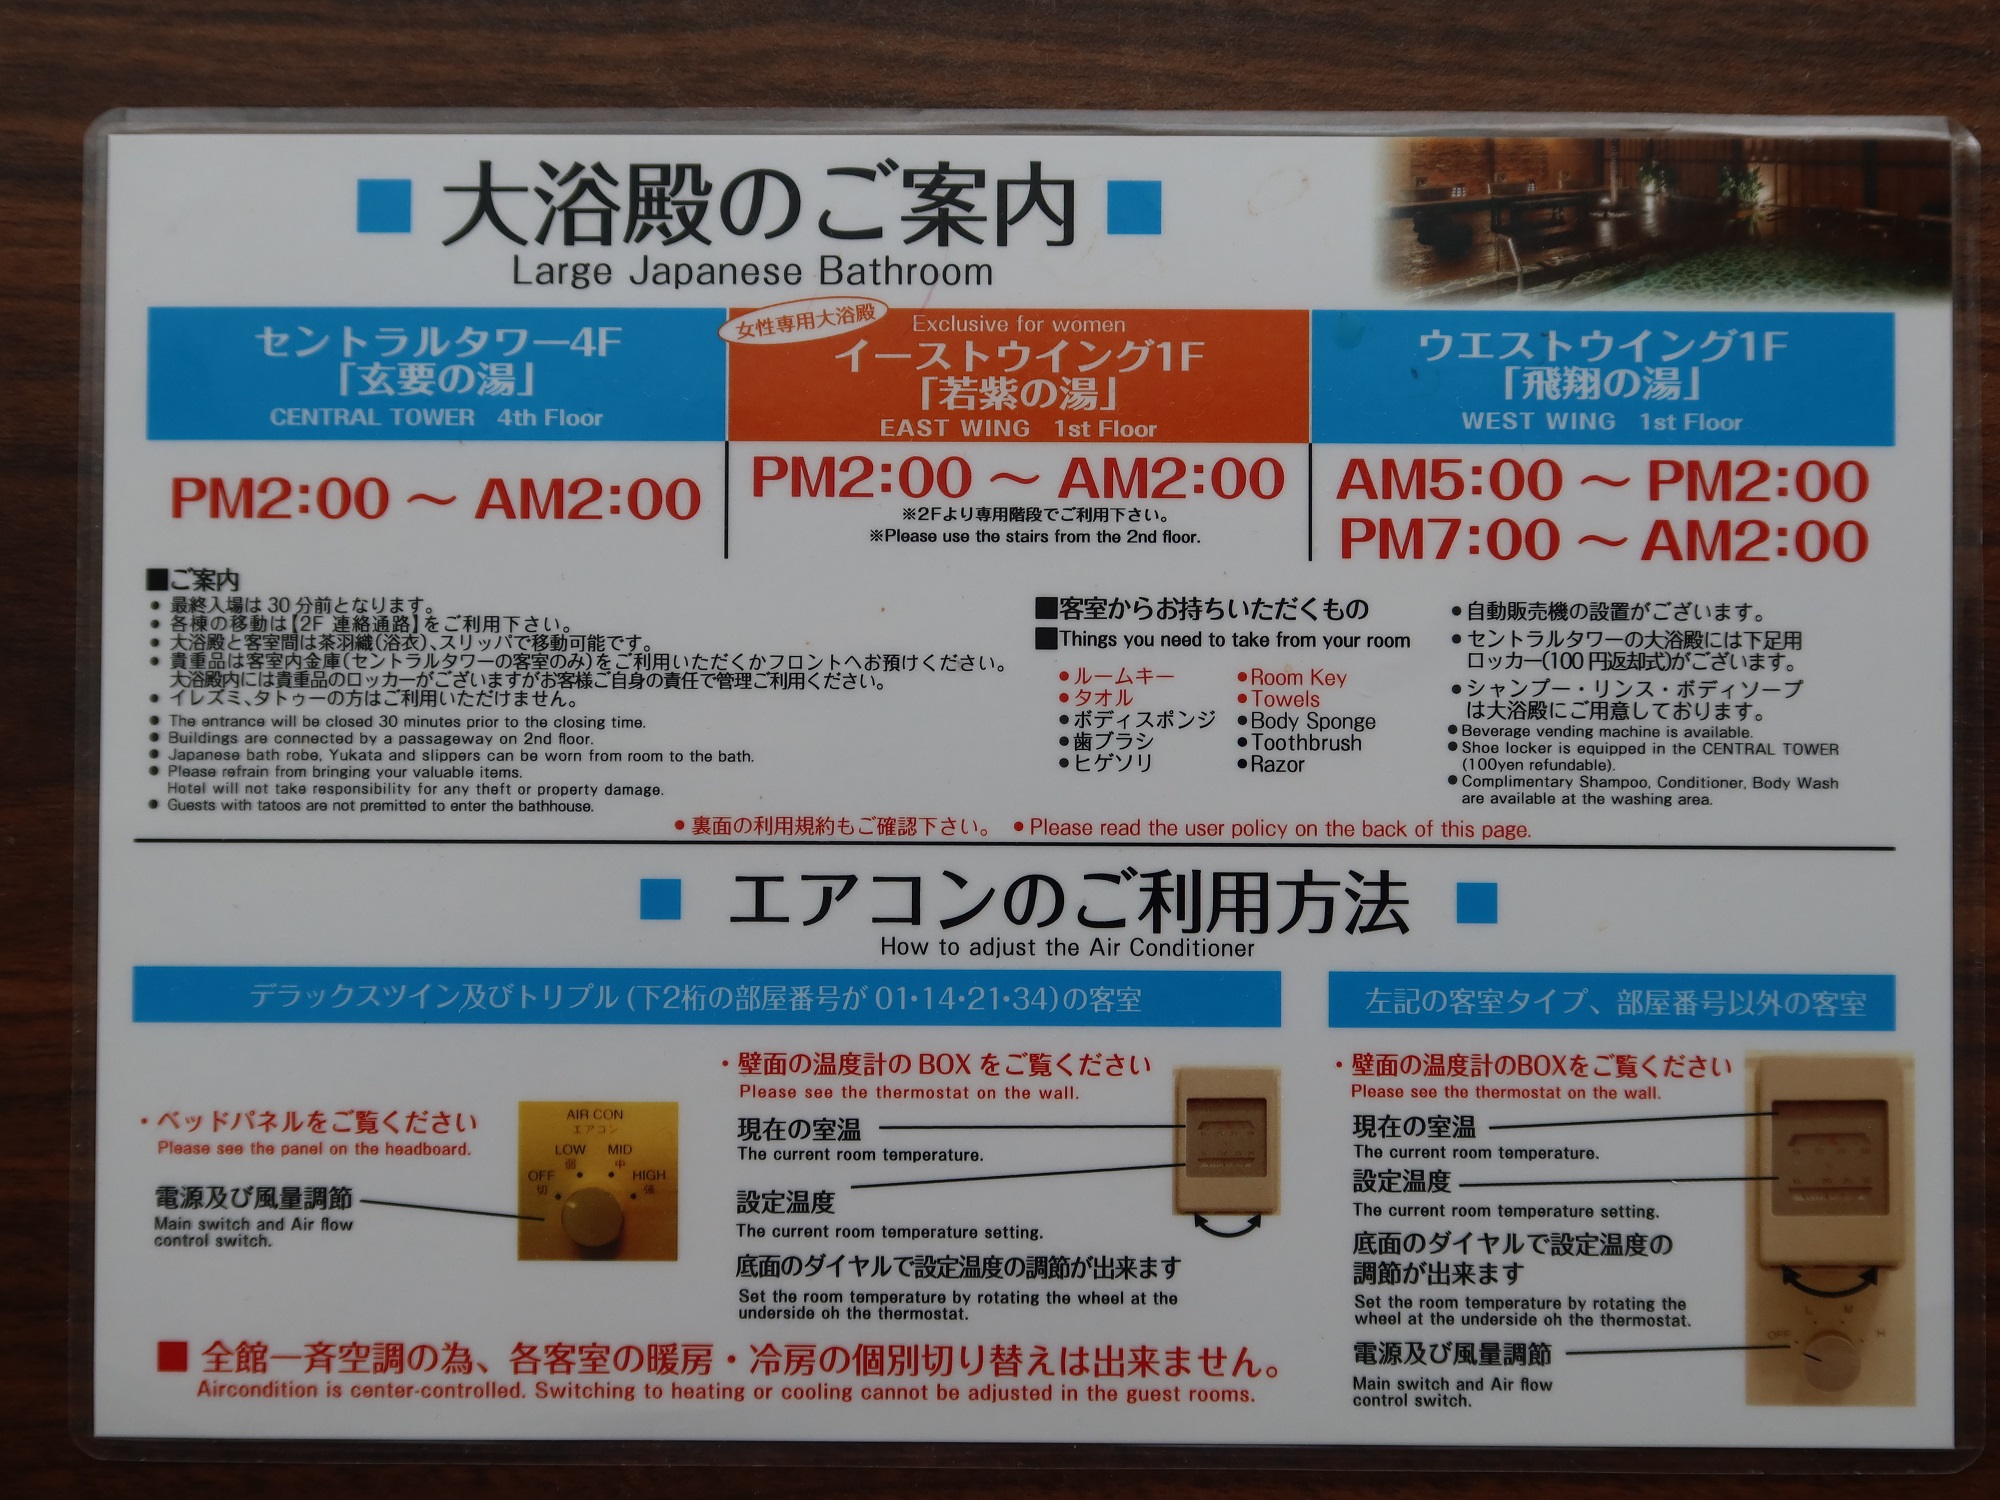 ■ 大浴殿のご案内 ■
Large Japanese Bathroom
セントラルタワー4F
「玄要の湯」
CENTRAL TOWER 4th Floor
PM2:00 ～ AM2:00
女性専用大浴殿
Exclusive for women
イーストウイング1F
「若紫の湯」
EAST WING 1st Floor
PM2:00 ～ AM2:00
※2Fより専用階段でご利用下さい。
※Please use the stairs from the 2nd floor.
ウエストウイング1F
「飛翔の湯」
WEST WING 1st Floor
AM5:00 ～ PM2:00
PM7:00 ～ AM2:00
■ご案内
● 最終入場は 30 分前となります。
● 各棟の移動は【2F 連絡通路】をご利用下さい。
● 大浴殿と客室間は茶羽織(浴衣)、スリッパで移動可能です。
● 貴重品は客室内金庫(セントラルタワーの客室のみ)をご利用いただくかフロントへお預けください。
大浴殿内には貴重品のロッカーがございますがお客様ご自身の責任で管理ご利用ください。
● イレズミ、タトゥーの方はご利用いただけません。
● The entrance will be closed 30 minutes prior to the closing time.
● Buildings are connected by a passageway on 2nd floor.
● Japanese bath robe, Yukata and slippers can be worn from room to the bath.
● Please refrain from bringing your valuable items.
Hotel will not take responsibility for any theft or property damage.
● Guests with tatoos are not premitted to enter the bathhouse.
■客室からお持ちいただくもの
■Things you need to take from your room
●ルームキー
●タオル
●ボディスポンジ
●歯ブラシ
●ヒゲソリ
●Room Key
●Towels
●Body Sponge
●Toothbrush
●Razor
●自動販売機の設置がございます。
●セントラルタワーの大浴殿には下足用
ロッカー(100 円返却式)がございます。
●シャンプー・リンス・ボディソープ
は大浴殿にご用意しております。
●Beverage vending machine is available.
●Shoe locker is equipped in the CENTRAL TOWER
(100yen refundable).
●Complimentary Shampoo, Conditioner, Body Wash
are available at the washing area.
●裏面の利用規約もご確認下さい。 ●Please read the user policy on the back of this page.
■ エアコンのご利用方法 ■
How to adjust the Air Conditioner
デラックスツイン及びトリプル (下2桁の部屋番号が 01・14・21・34)の客室
・ベッドパネルをご覧ください
Please see the panel on the headboard.
電源及び風量調節
Main switch and Air flow
control switch.
AIR CON
エアコン
LOW MID
弱 中
OFF HIGH
切 強
・壁面の温度計の BOX をご覧ください
Please see the thermostat on the wall.
現在の室温
The current room temperature.
設定温度
The current room temperature setting.
底面のダイヤルで設定温度の調節が出来ます
Set the room temperature by rotating the wheel at the
underside oh the thermostat.
左記の客室タイプ、部屋番号以外の客室
・壁面の温度計のBOXをご覧ください
Please see the thermostat on the wall.
現在の室温
The current room temperature.
設定温度
The current room temperature setting.
底面のダイヤルで設定温度の
調節が出来ます
Set the room temperature by rotating the
wheel at the underside oh the thermostat.
電源及び風量調節
Main switch and Air flow
control switch.
L M
OFF H
■ 全館一斉空調の為、各客室の暖房・冷房の個別切り替えは出来ません。
Aircondition is center-controlled. Switching to heating or cooling cannot be adjusted in the guest rooms.